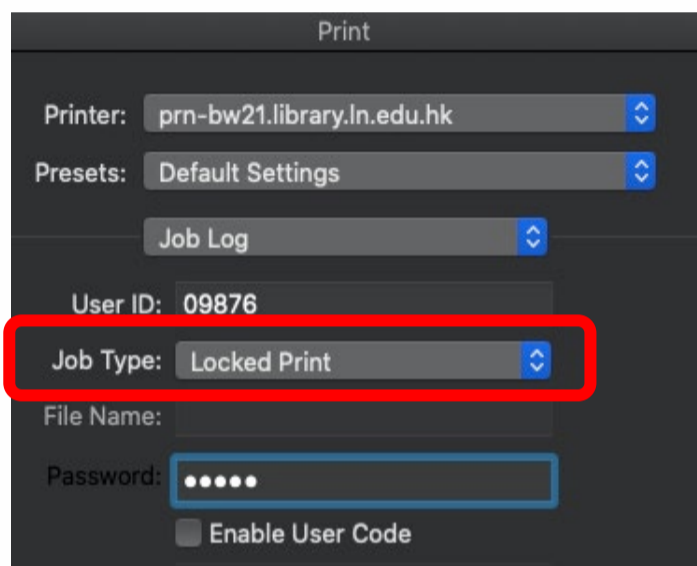 Print
Printer: prn-bw21.library.ln.edu.hk
Presets: Default Settings
Job Log
User ID: 09876
Job Type: Locked Print
File Name:
Password: •••••
Enable User Code